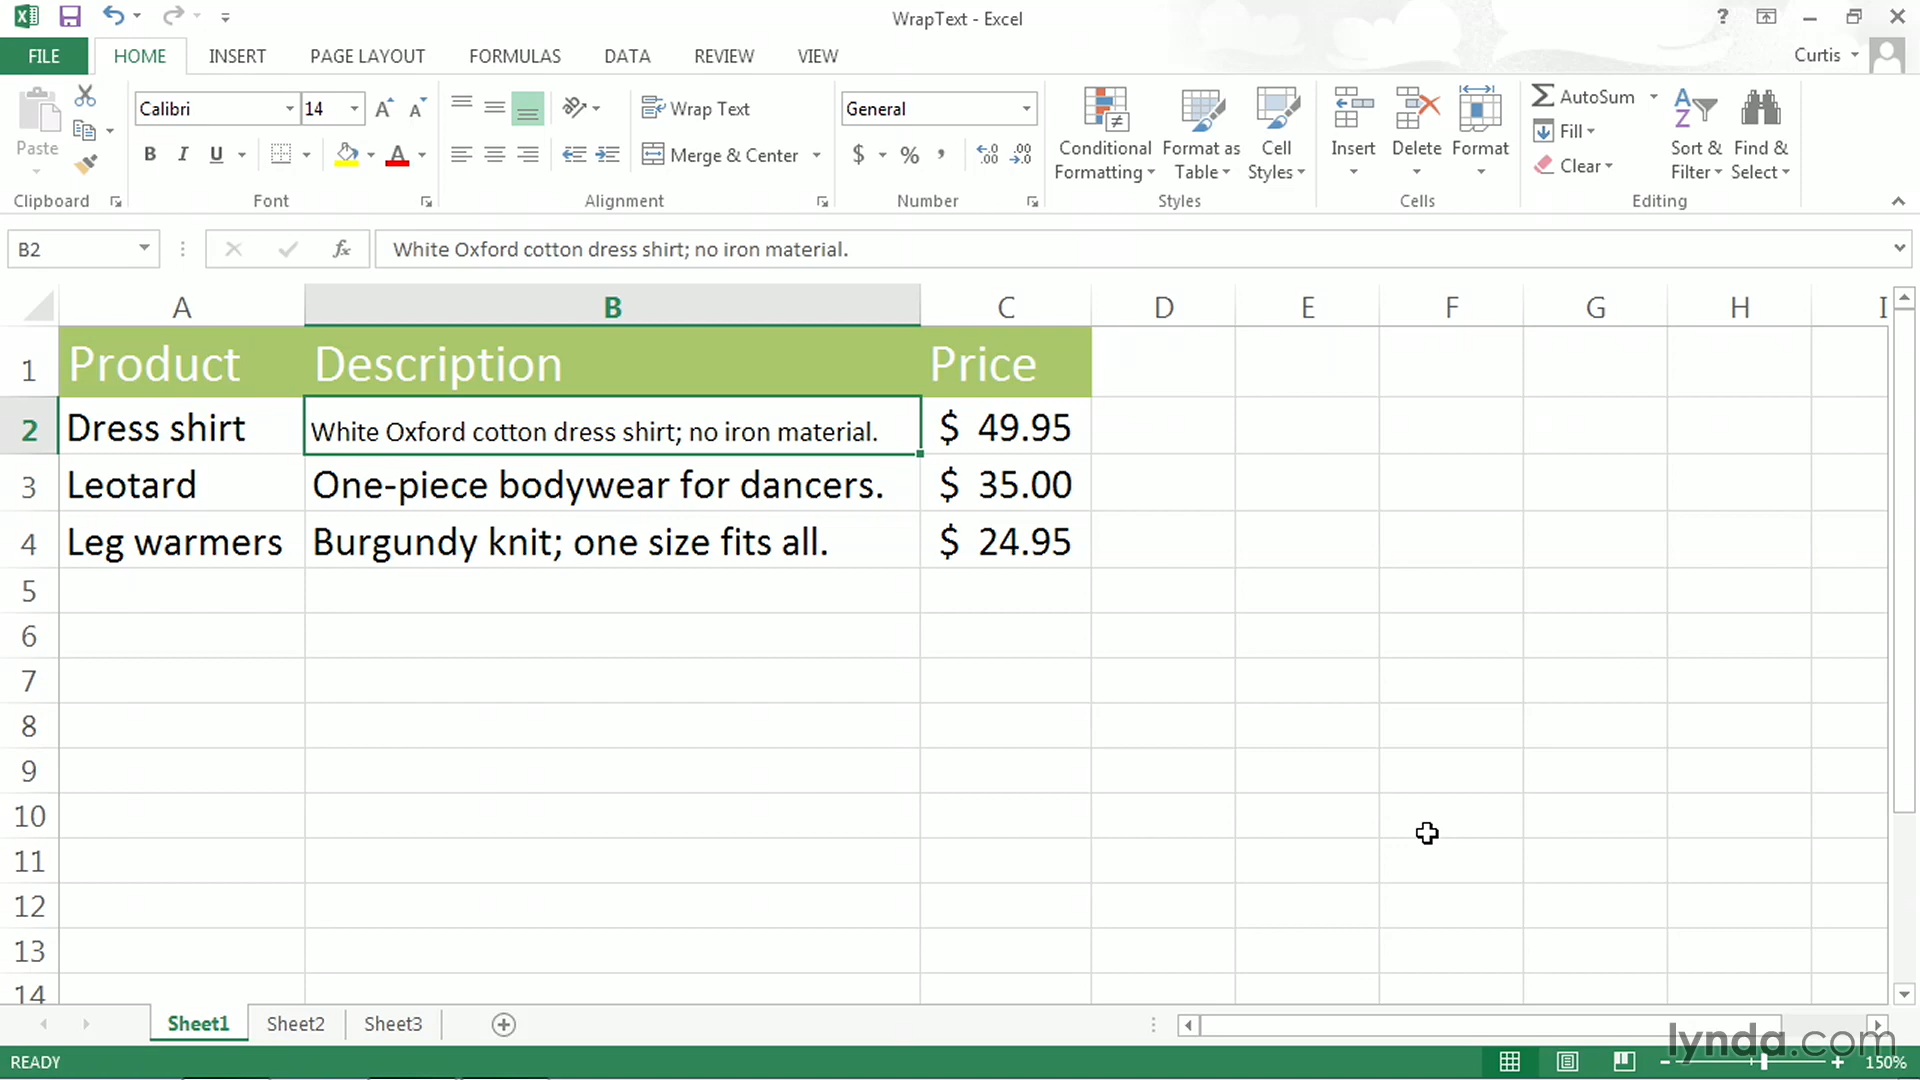 WrapText - Excel
?
FILE HOME INSERT PAGE LAYOUT FORMULAS DATA REVIEW VIEW Curtis
Calibri 14 A A Wrap Text General AutoSum
Fill
Paste B I U A Merge & Center $ % , .00 .0 Conditional Formatting Format as Table Cell Styles Insert Delete Format Clear Sort & Filter Find & Select
Clipboard Font Alignment Number Styles Cells Editing
B2 fx White Oxford cotton dress shirt; no iron material.
A B C D E F G H I
1 Product Description Price
2 Dress shirt White Oxford cotton dress shirt; no iron material. $ 49.95
3 Leotard One-piece bodywear for dancers. $ 35.00
4 Leg warmers Burgundy knit; one size fits all. $ 24.95
5
6
7
8
9
10
11
12
13
14
Sheet1 Sheet2 Sheet3
lynda.com
READY 150%